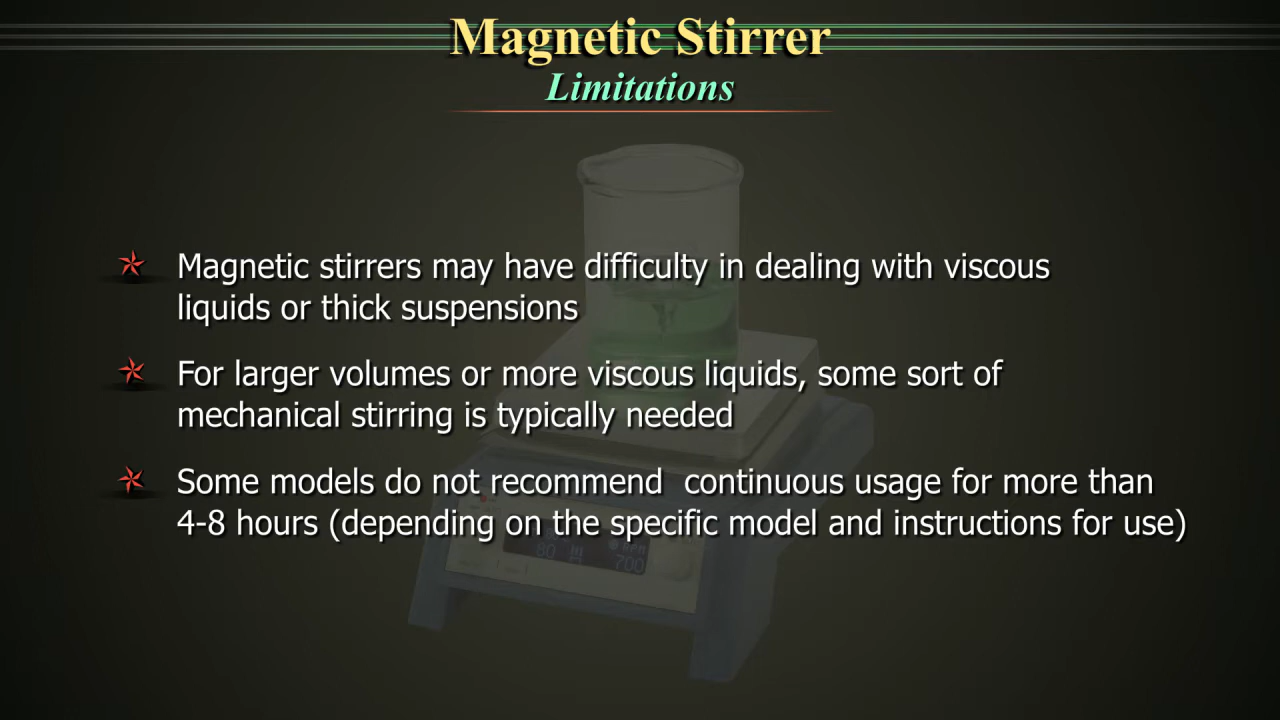 Magnetic Stirrer
Limitations
Magnetic stirrers may have difficulty in dealing with viscous
liquids or thick suspensions
For larger volumes or more viscous liquids, some sort of
mechanical stirring is typically needed
Some models do not recommend  continuous usage for more than
4-8 hours (depending on the specific model and instructions for use)
80
700